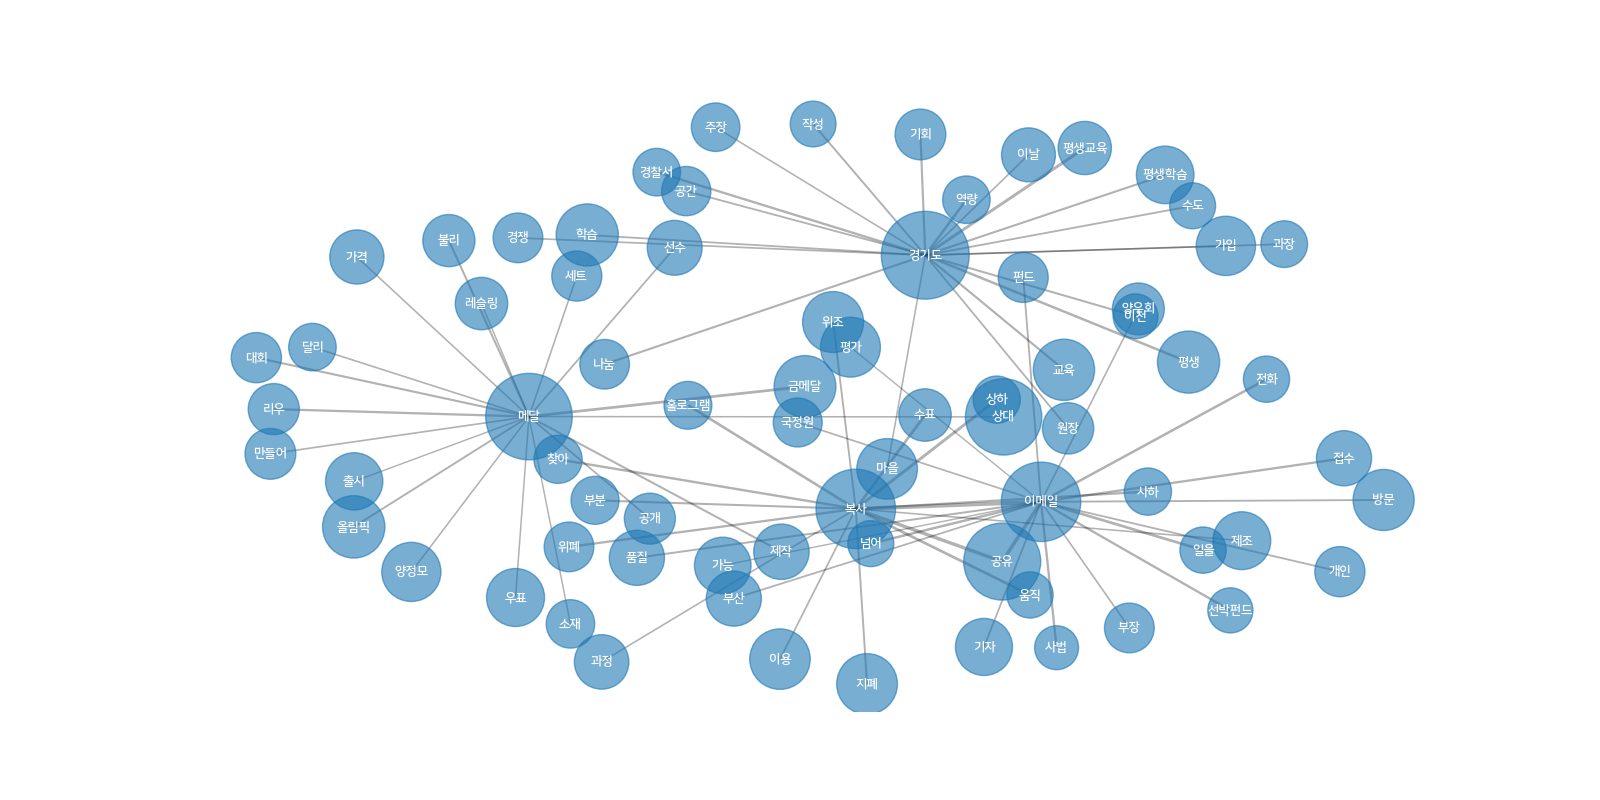 작성
주장
기회
평생교육
이날
경찰서
평생학습
공간
역량
수도
학습
경쟁
불리
과장
가입
선수
경기도
가격
세트
펀드
레슬링
이천
위조
평가
달리
대회
평생
나눔
교육
전화
금메달
상하
홀로그램
리우
수표
메달
상대
국정원
원장
만들어
찾아
접수
마을
출시
사하
방문
부분
이메일
복사
공개
올림픽
제조
넘어
위폐
일을
제작
품질
공유
가능
양정모
개인
움직
우표
부산
선박펀드
소재
부장
기자
사법
이용
과정
지폐